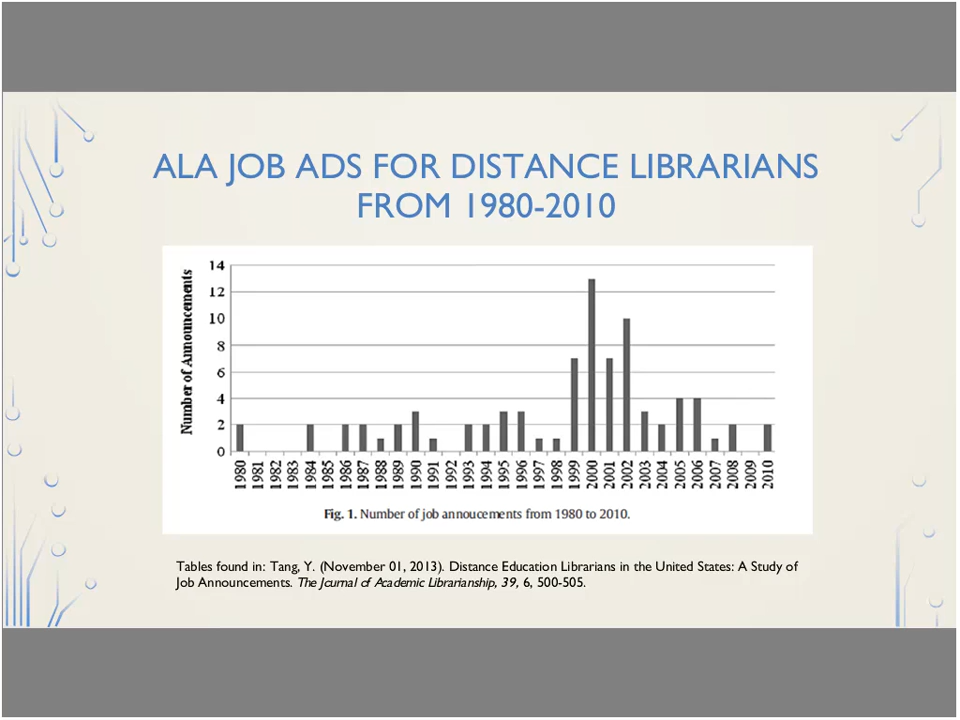 ALA JOB ADS FOR DISTANCE LIBRARIANS
FROM 1980-2010
Number of Announcements
14
12
10
8
6
4
2
0
1980 1981 1982 1983 1984 1985 1986 1987 1988 1989 1990 1991 1992 1993 1994 1995 1996 1997 1998 1999 2000 2001 2002 2003 2004 2005 2006 2007 2008 2009 2010
Fig. 1. Number of job annoucements from 1980 to 2010.
Tables found in: Tang, Y. (November 01, 2013). Distance Education Librarians in the United States: A Study of
Job Announcements. The Journal of Academic Librarianship, 39, 6, 500-505.